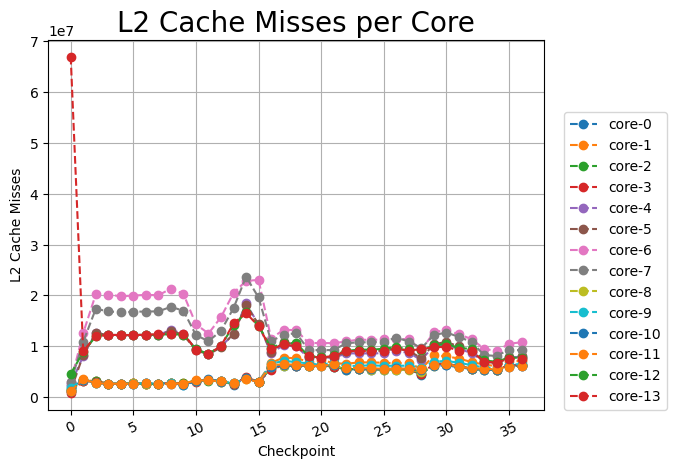 L2 Cache Misses per Core
1e7
7
6
5
4
3
2
1
0
L2 Cache Misses
0 5 10 15 20 25 30 35
Checkpoint
core-0
core-1
core-2
core-3
core-4
core-5
core-6
core-7
core-8
core-9
core-10
core-11
core-12
core-13